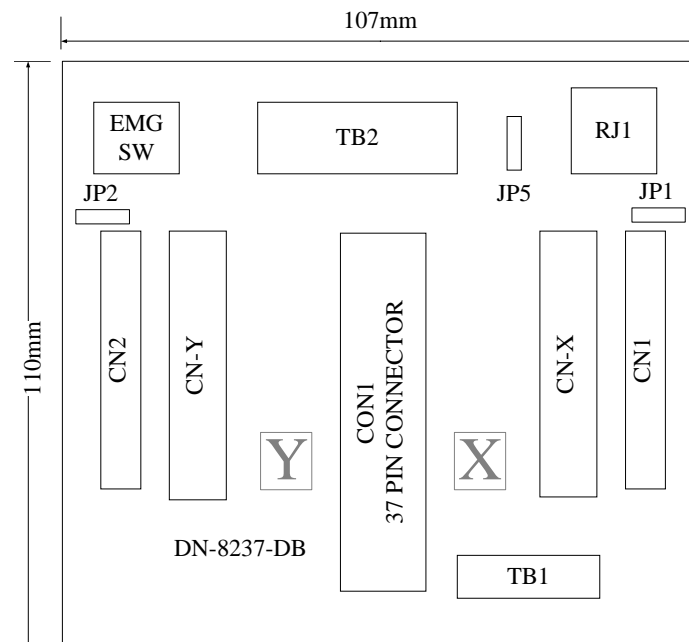 107mm
EMG
SW
TB2
RJ1
JP2
JP5
JP1
110mm
CN2
CN-Y
CON1
37 PIN CONNECTOR
CN-X
CN1
Y
X
DN-8237-DB
TB1